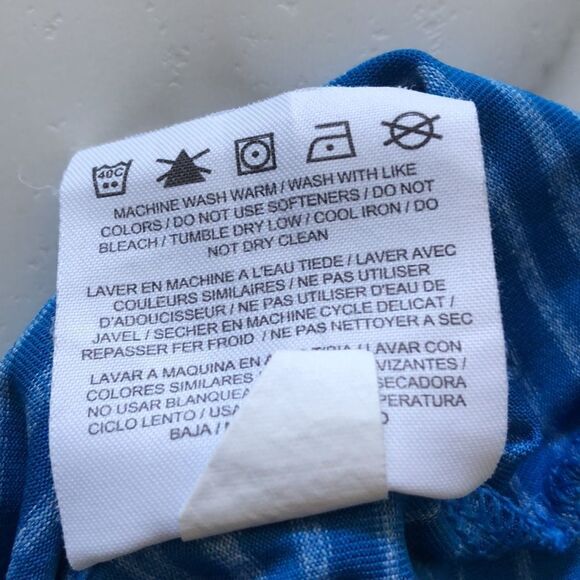 40C
MACHINE WASH WARM / WASH WITH LIKE
COLORS / DO NOT USE SOFTENERS / DO NOT
BLEACH / TUMBLE DRY LOW / COOL IRON / DO
NOT DRY CLEAN
LAVER EN MACHINE A L'EAU TIEDE / LAVER AVEC
COULEURS SIMILAIRES / NE PAS UTILISER
D'ADOUCISSEUR / NE PAS UTILISER D'EAU DE
JAVEL / SECHER EN MACHINE CYCLE DELICAT /
REPASSER FER FROID / NE PAS NETTOYER A SEC
LAVAR A MAQUINA EN / LAVAR CON
COLORES SIMILARES
NO USAR SECADORA
CICLO LENTO /
BAJA /